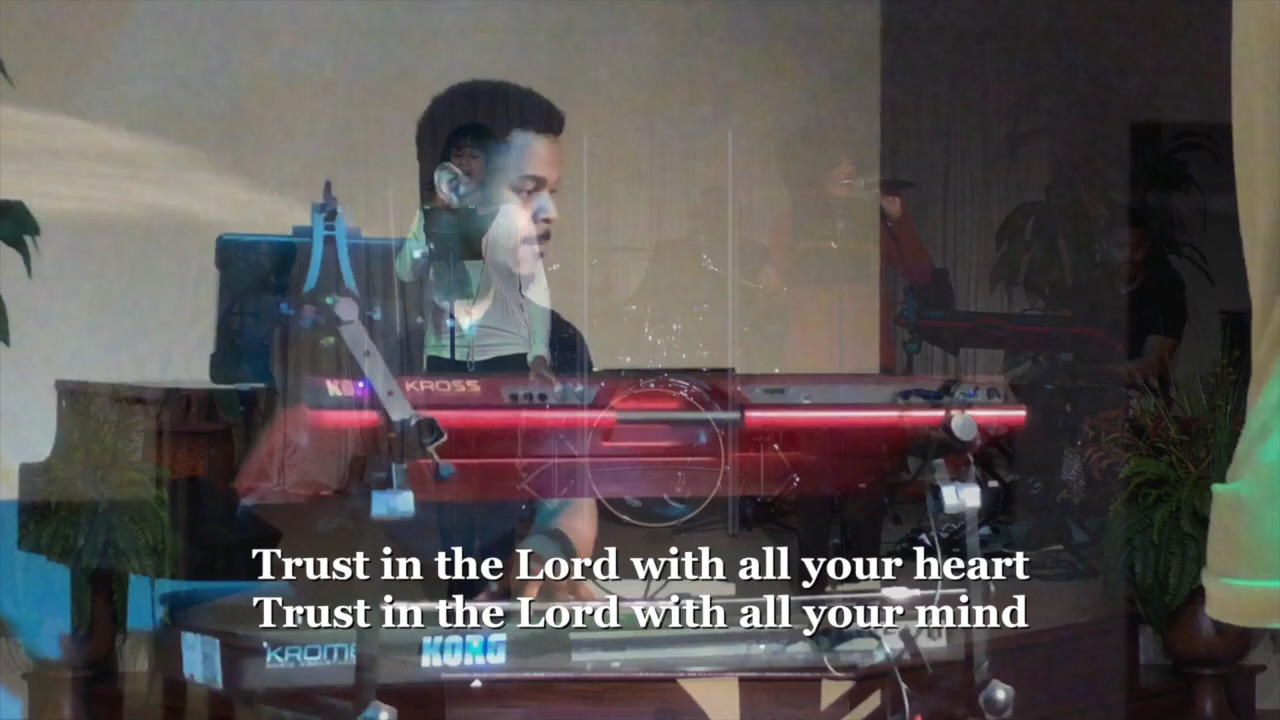 KORG KROSS
Trust in the Lord with all your heart
Trust in the Lord with all your mind
KROME KORG